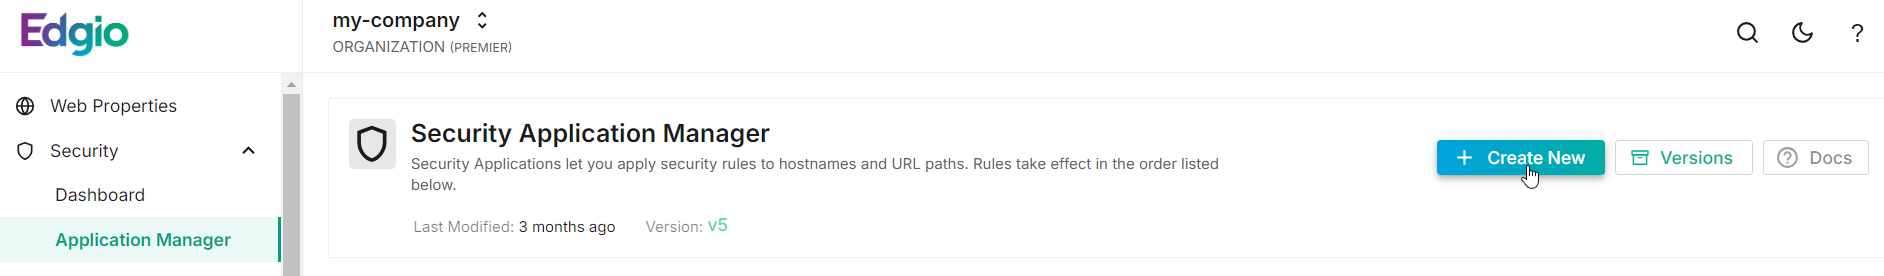 Edgio
my-company
ORGANIZATION (PREMIER)
?
Web Properties
Security
Dashboard
Application Manager
Security Application Manager
Security Applications let you apply security rules to hostnames and URL paths. Rules take effect in the order listed
below.
Last Modified: 3 months ago Version: v5
+ Create New
Versions
? Docs